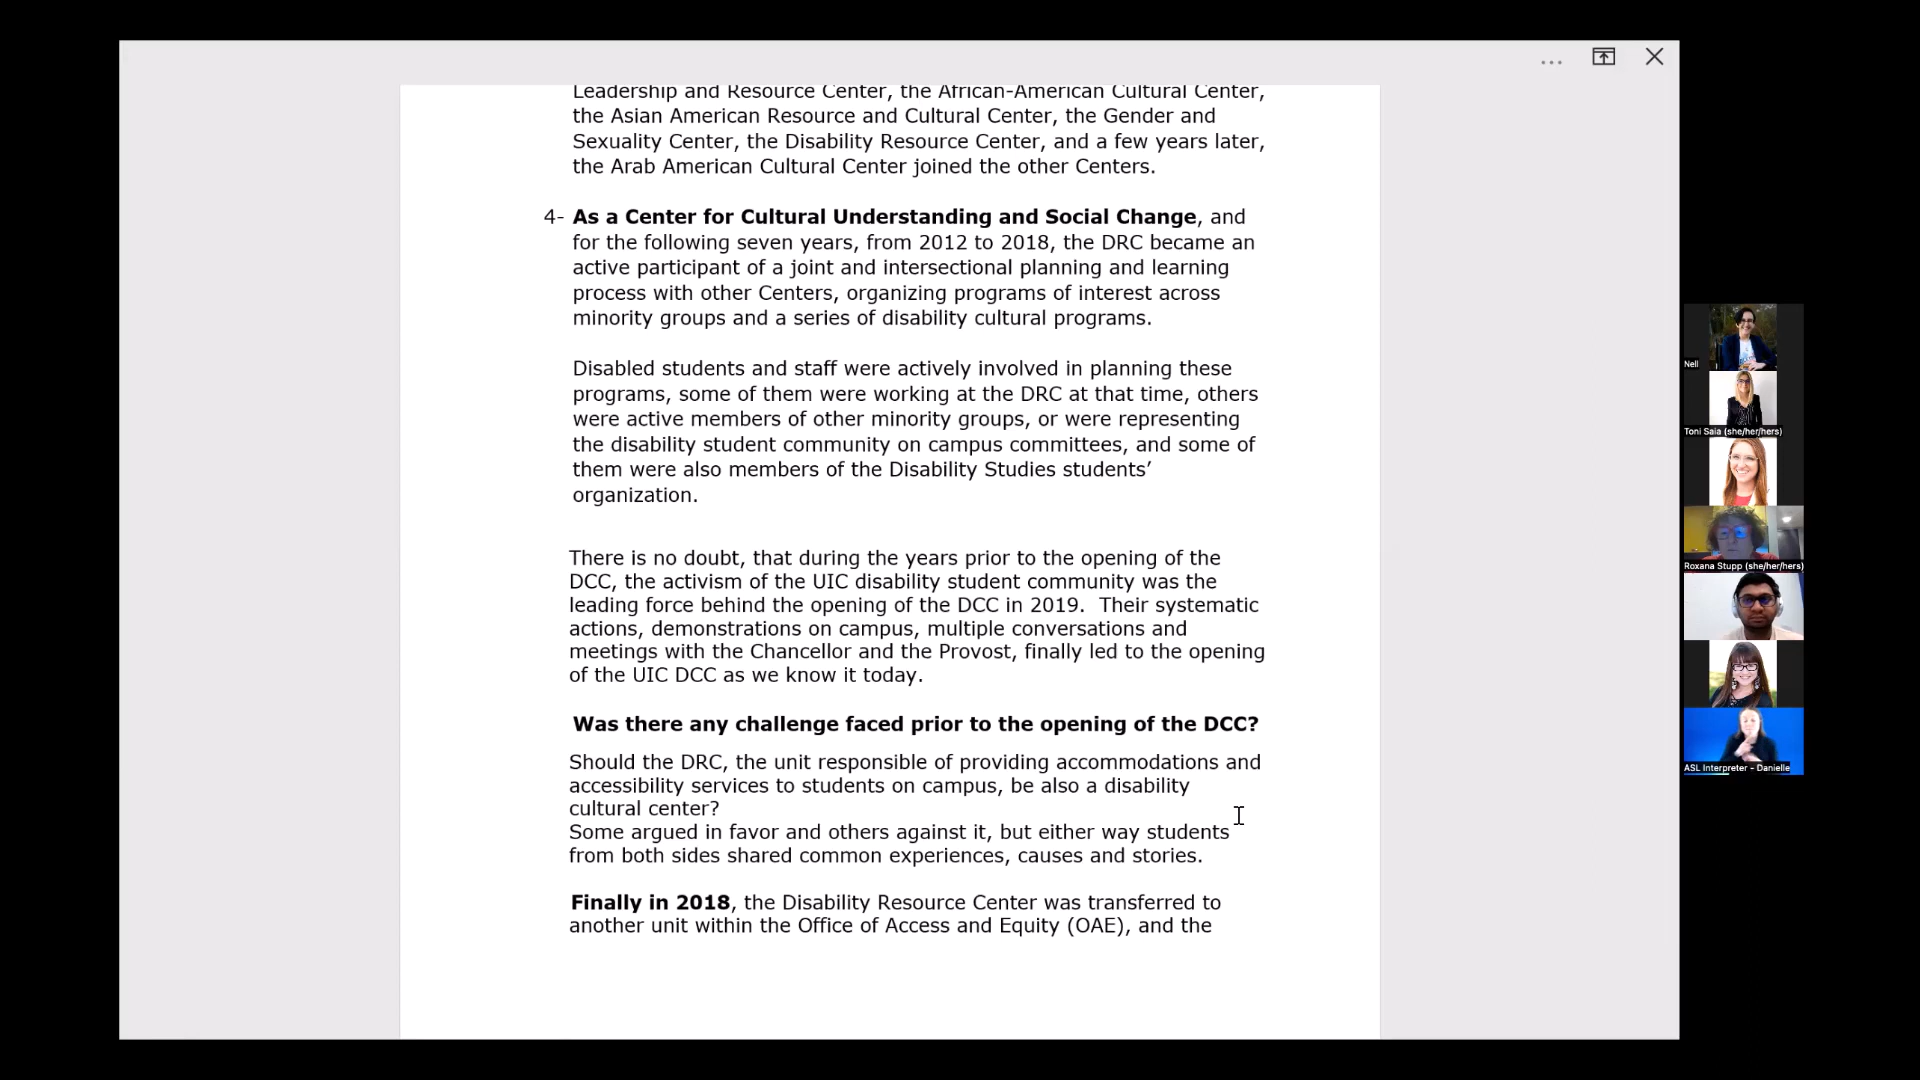 Leadership and Resource Center, the African-American Cultural Center,
the Asian American Resource and Cultural Center, the Gender and
Sexuality Center, the Disability Resource Center, and a few years later,
the Arab American Cultural Center joined the other Centers.
4- As a Center for Cultural Understanding and Social Change, and
for the following seven years, from 2012 to 2018, the DRC became an
active participant of a joint and intersectional planning and learning
process with other Centers, organizing programs of interest across
minority groups and a series of disability cultural programs.
Disabled students and staff were actively involved in planning these
programs, some of them were working at the DRC at that time, others
were active members of other minority groups, or were representing
the disability student community on campus committees, and some of
them were also members of the Disability Studies students’
organization.
There is no doubt, that during the years prior to the opening of the
DCC, the activism of the UIC disability student community was the
leading force behind the opening of the DCC in 2019.  Their systematic
actions, demonstrations on campus, multiple conversations and
meetings with the Chancellor and the Provost, finally led to the opening
of the UIC DCC as we know it today.
Was there any challenge faced prior to the opening of the DCC?
Should the DRC, the unit responsible of providing accommodations and
accessibility services to students on campus, be also a disability
cultural center?
Some argued in favor and others against it, but either way students
from both sides shared common experiences, causes and stories.
Finally in 2018, the Disability Resource Center was transferred to
another unit within the Office of Access and Equity (OAE), and the
Nell
Toni Saia (she/her/hers)
Roxana Stupp (she/her/hers)
ASL Interpreter - Danielle